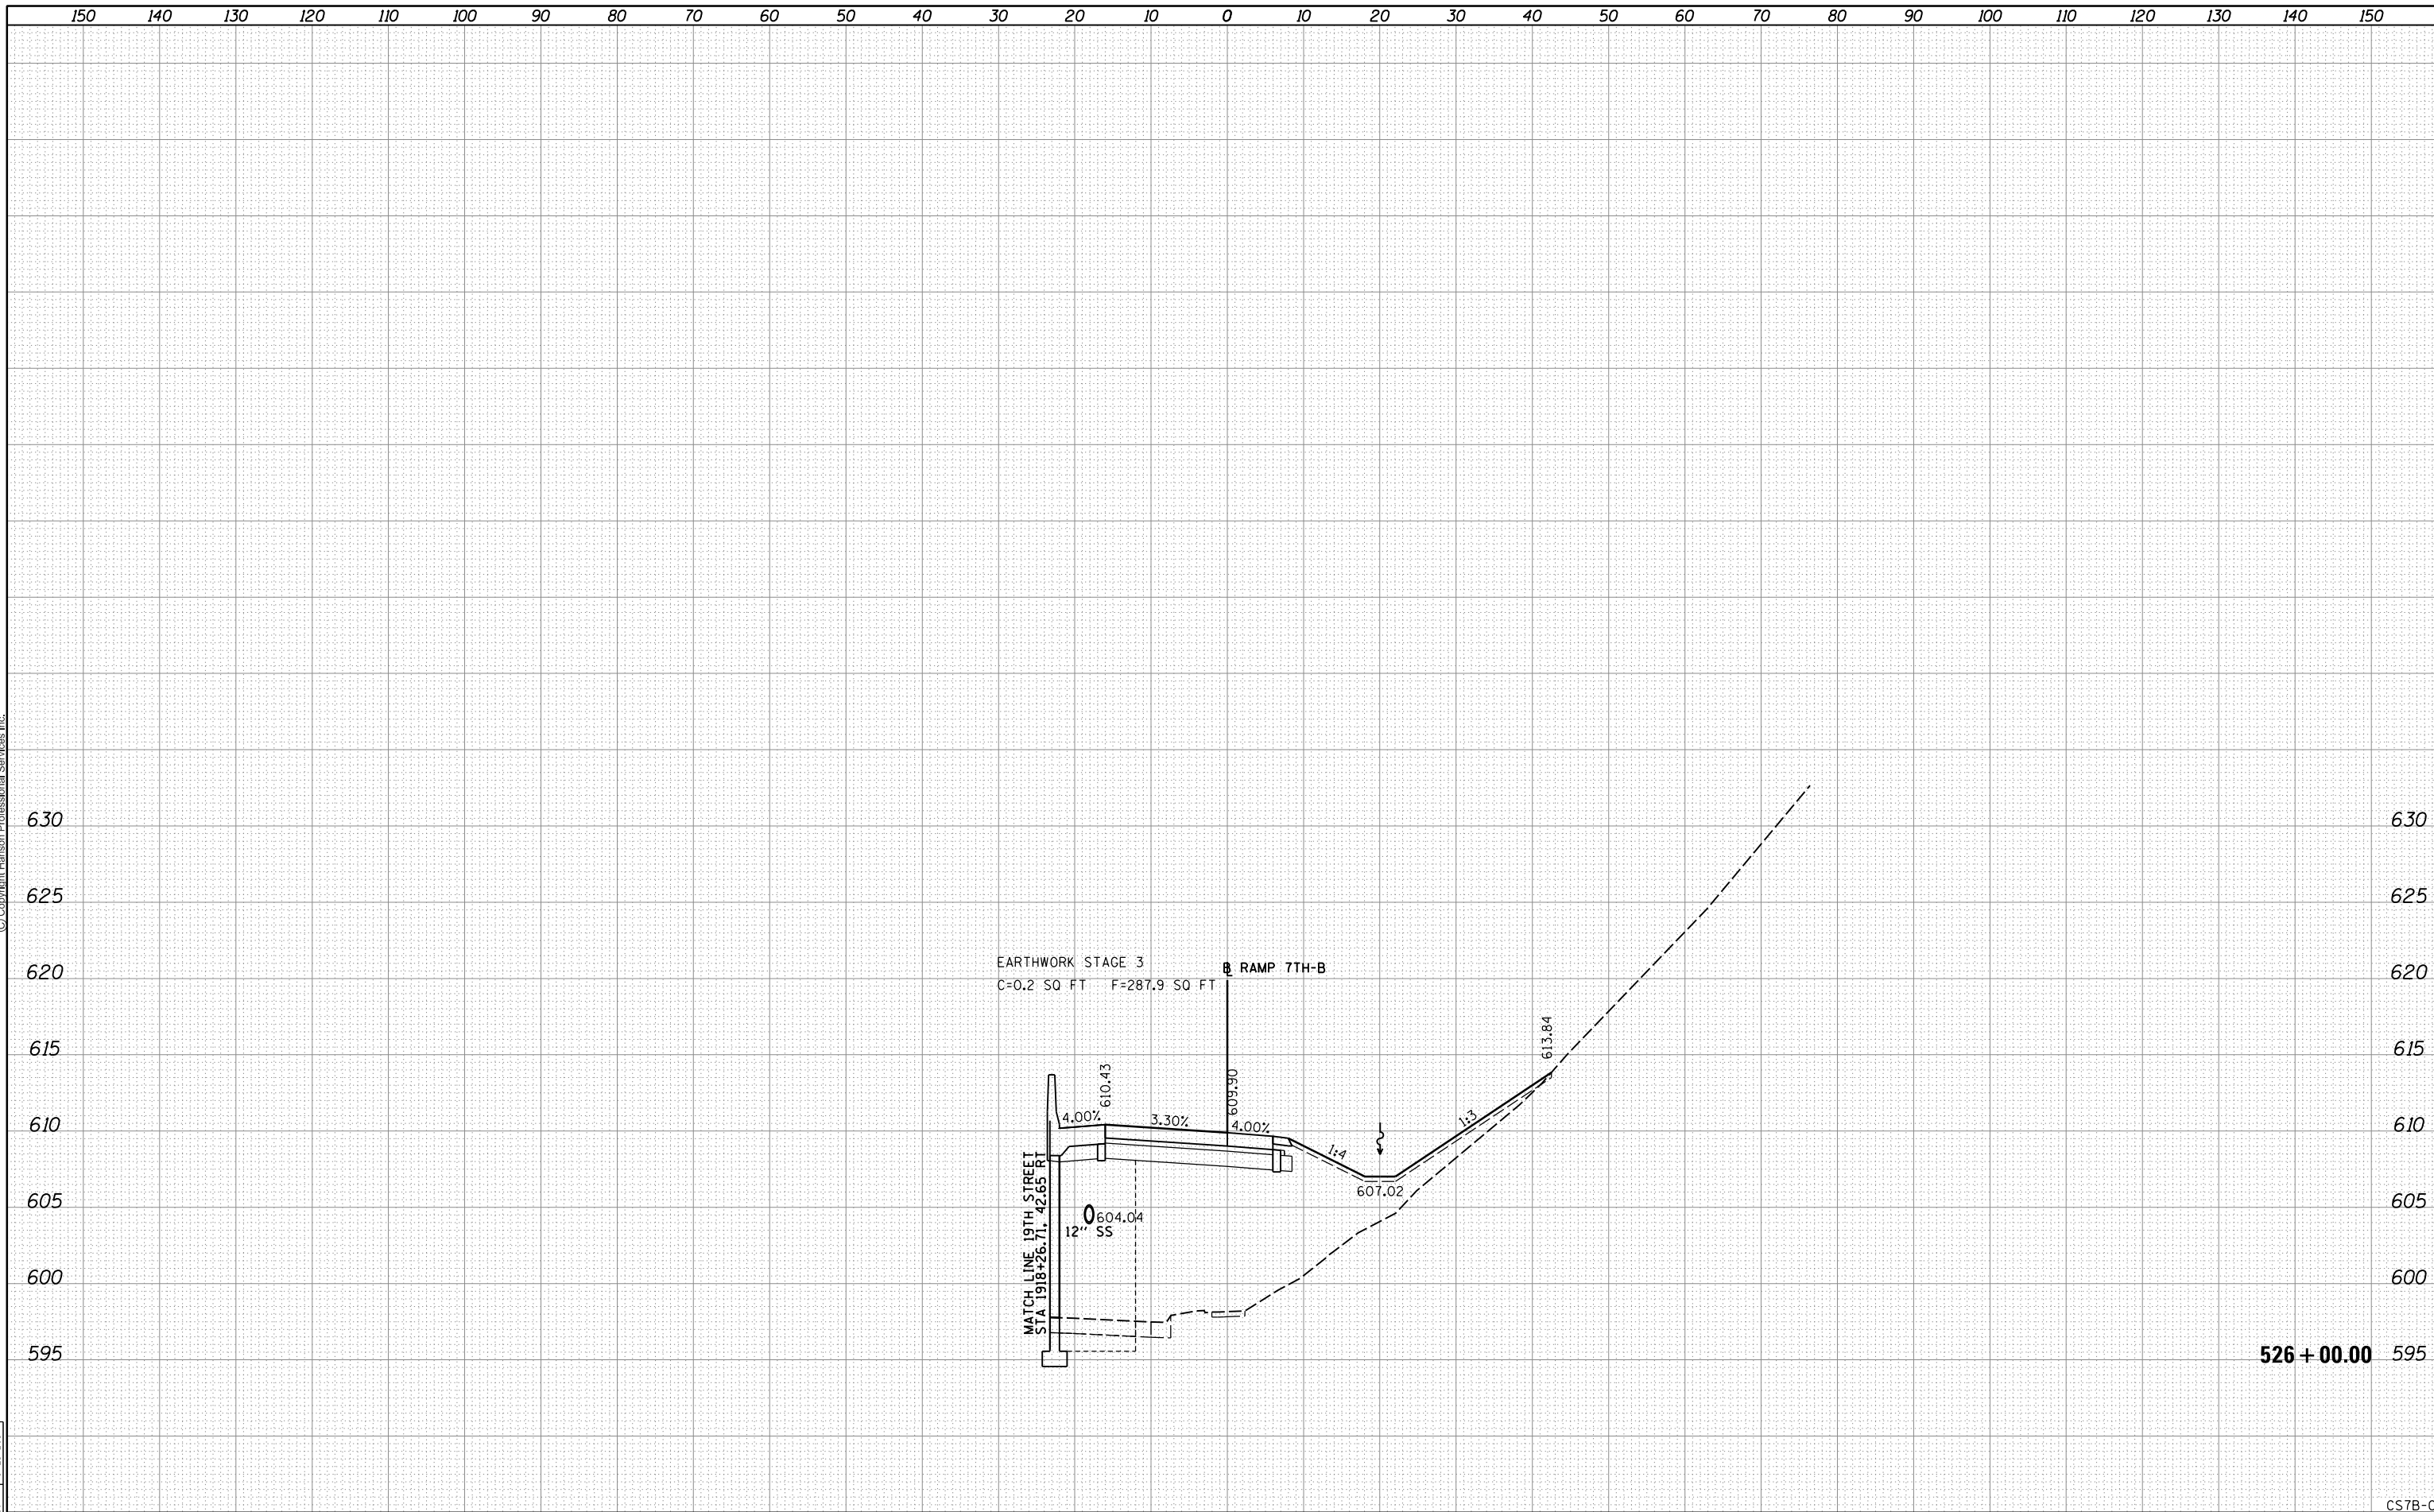 150 140 130 120 110 100 90 80 70 60 50 40 30 20 10 0 10 20 30 40 50 60 70 80 90 100 110 120 130 140 150
(C) Copyright Hanson Professional Services Inc.
630 630
625 625
620 620
EARTHWORK STAGE 3
C=0.2 SQ FT F=287.9 SQ FT
B RAMP 7TH-B
615 615
613.84
610.43
609.90
610 610
4.00% 3.30% 4.00%
1:4
1:3
607.02
605 605
604.04
12" SS
MATCH LINE 19TH STREET
STA 1918+26.71, 42.65 RT
600 600
595 595
526+00.00